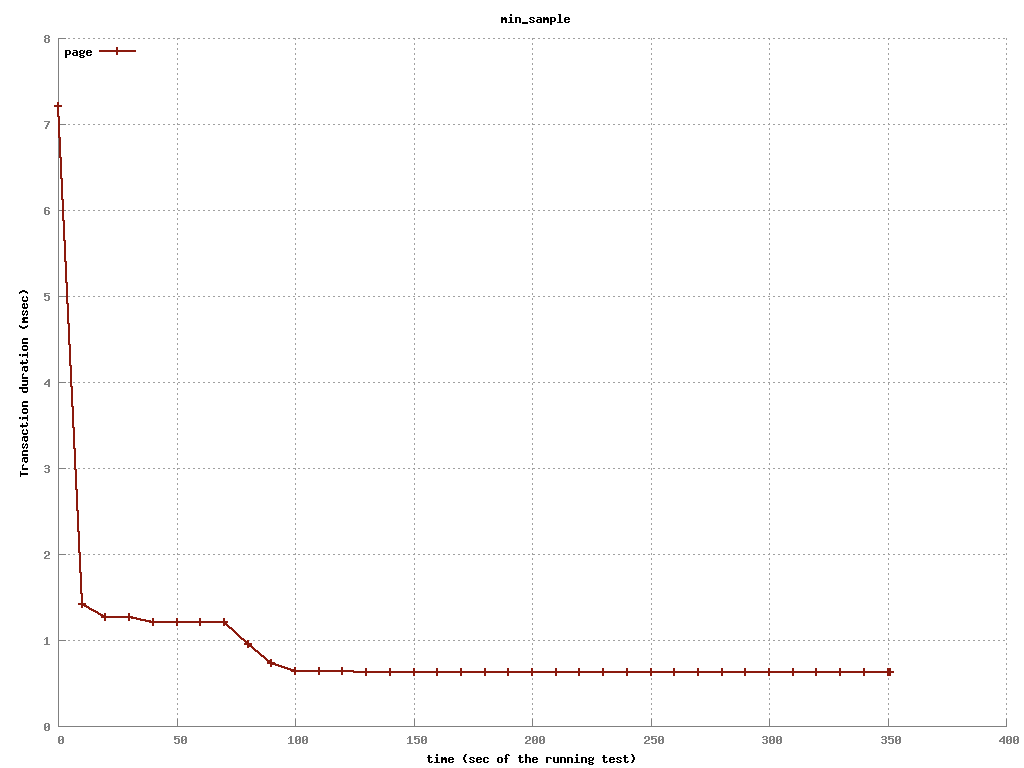 min_sample
page
8
7
6
5
4
3
2
1
0
Transaction duration (msec)
0 50 100 150 200 250 300 350 400
time (sec of the running test)